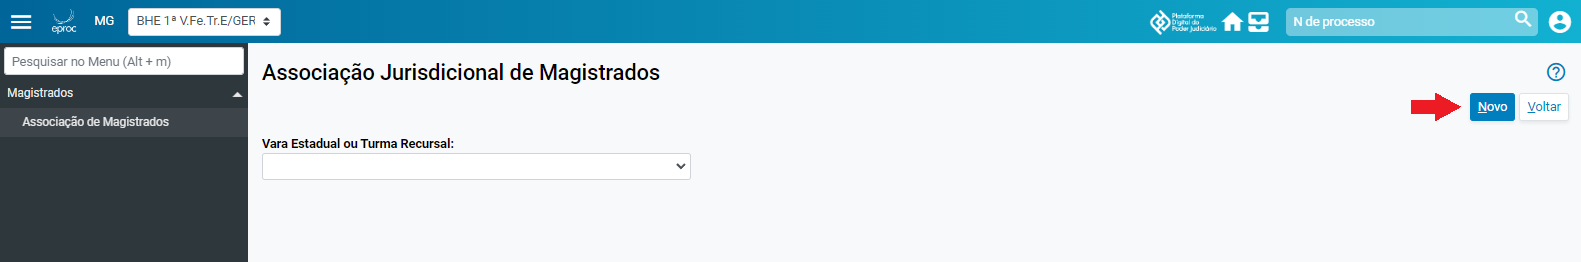 eproc
MG
BHE 1ª V.Fe.Tr.E/GER
Plataforma
Digital do
Poder Judiciário
N de processo
Pesquisar no Menu (Alt + m)
Magistrados
Associação de Magistrados
Associação Jurisdicional de Magistrados
?
Novo
Voltar
Vara Estadual ou Turma Recursal: